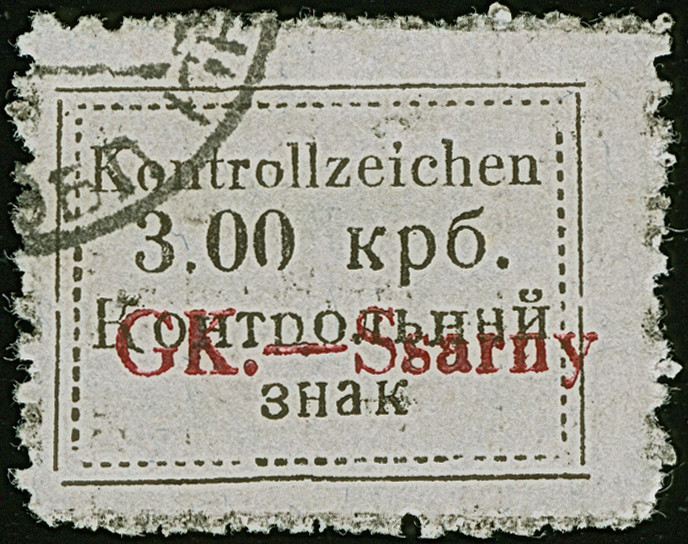 Kontrollzeichen
3.00 крб.
Контрольний
GK.—Ssarny
знак